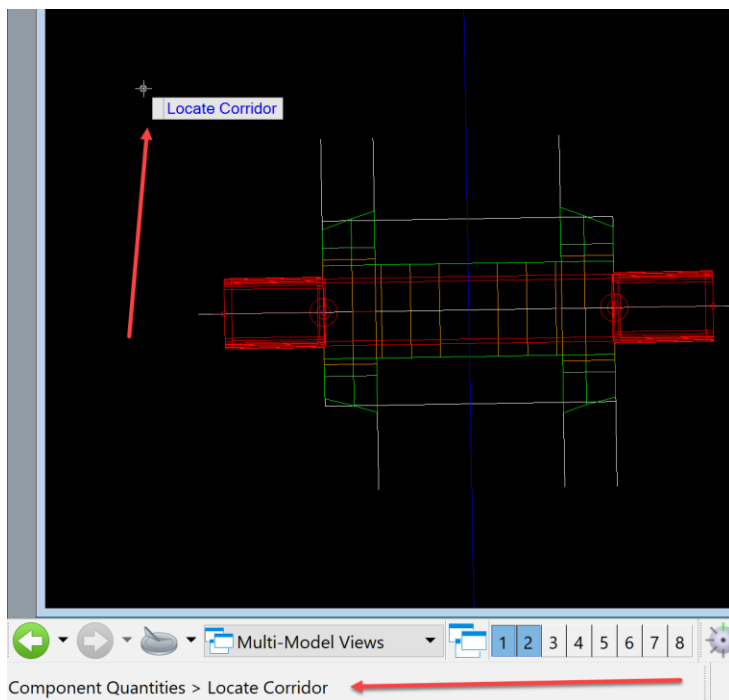 Locate Corridor
Multi-Model Views
1 2 3 4 5 6 7 8
Component Quantities > Locate Corridor